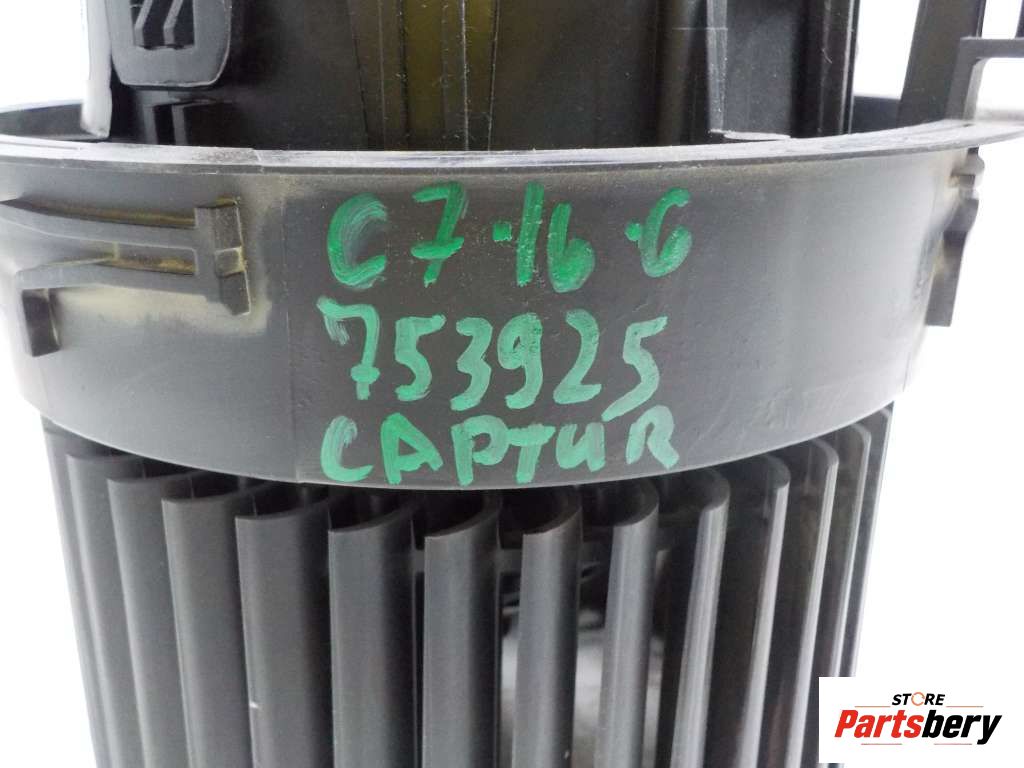 C7·16·6
753925
CAPTUR
STORE
Partsbery